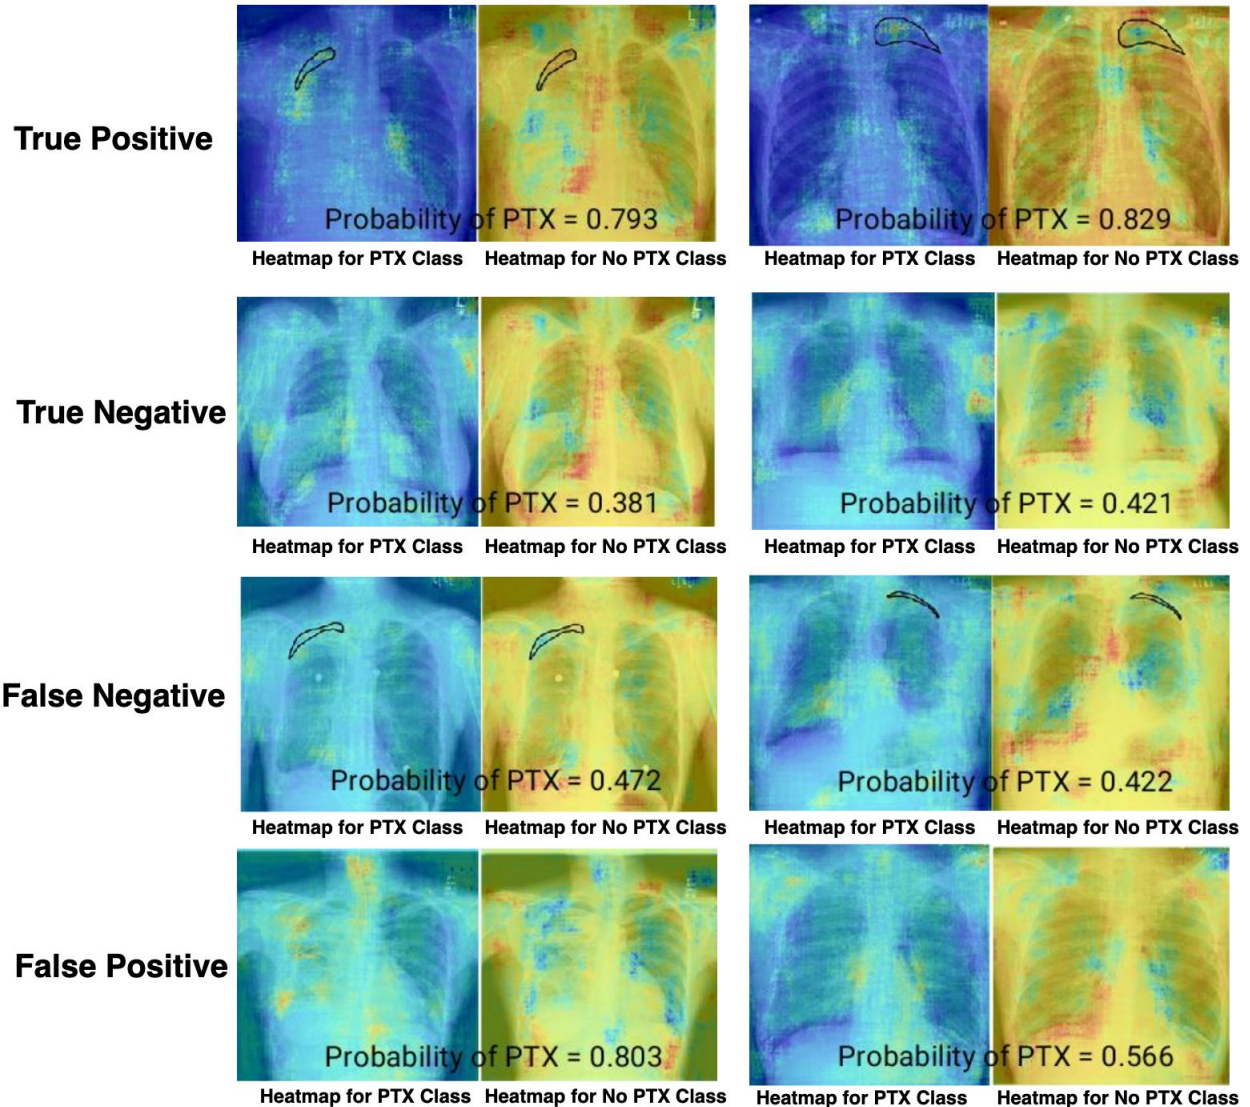 True Positive
Probability of PTX = 0.793
Probability of PTX = 0.829
Heatmap for PTX Class
Heatmap for No PTX Class
Heatmap for PTX Class
Heatmap for No PTX Class
True Negative
Probability of PTX = 0.381
Probability of PTX = 0.421
Heatmap for PTX Class
Heatmap for No PTX Class
Heatmap for PTX Class
Heatmap for No PTX Class
False Negative
Probability of PTX = 0.472
Probability of PTX = 0.422
Heatmap for PTX Class
Heatmap for No PTX Class
Heatmap for PTX Class
Heatmap for No PTX Class
False Positive
Probability of PTX = 0.803
Probability of PTX = 0.566
Heatmap for PTX Class
Heatmap for No PTX Class
Heatmap for PTX Class
Heatmap for No PTX Class